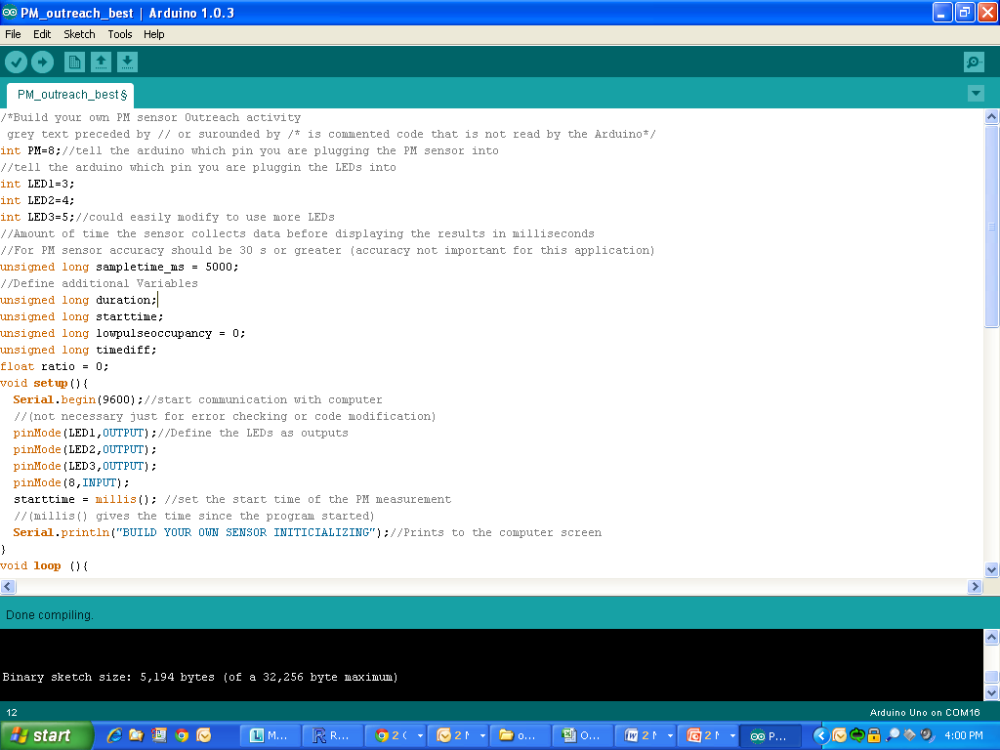 PM_outreach_best | Arduino 1.0.3
File Edit Sketch Tools Help
PM_outreach_best§
/*Build your own PM sensor Outreach activity
grey text preceded by // or surounded by /* is commented code that is not read by the Arduino*/
int PM=8;//tell the arduino which pin you are plugging the PM sensor into
//tell the arduino which pin you are pluggin the LEDs into
int LED1=3;
int LED2=4;
int LED3=5;//could easily modify to use more LEDs
//Amount of time the sensor collects data before displaying the results in milliseconds
//For PM sensor accuracy should be 30 s or greater (accuracy not important for this application)
unsigned long sampletime_ms = 5000;
//Define additional Variables
unsigned long duration;
unsigned long starttime;
unsigned long lowpulseoccupancy = 0;
unsigned long timediff;
float ratio = 0;
void setup(){
Serial.begin(9600);//start communication with computer
//(not necessary just for error checking or code modification)
pinMode(LED1,OUTPUT);//Define the LEDs as outputs
pinMode(LED2,OUTPUT);
pinMode(LED3,OUTPUT);
pinMode(8,INPUT);
starttime = millis(); //set the start time of the PM measurement
//(millis() gives the time since the program started)
Serial.println("BUILD YOUR OWN SENSOR INITICIALIZING");//Prints to the computer screen
}
void loop (){
Done compiling.
Binary sketch size: 5,194 bytes (of a 32,256 byte maximum)
12 Arduino Uno on COM16
start M... R... 2 ( 2 N o... O... 2 N 2 N P... 4:00 PM